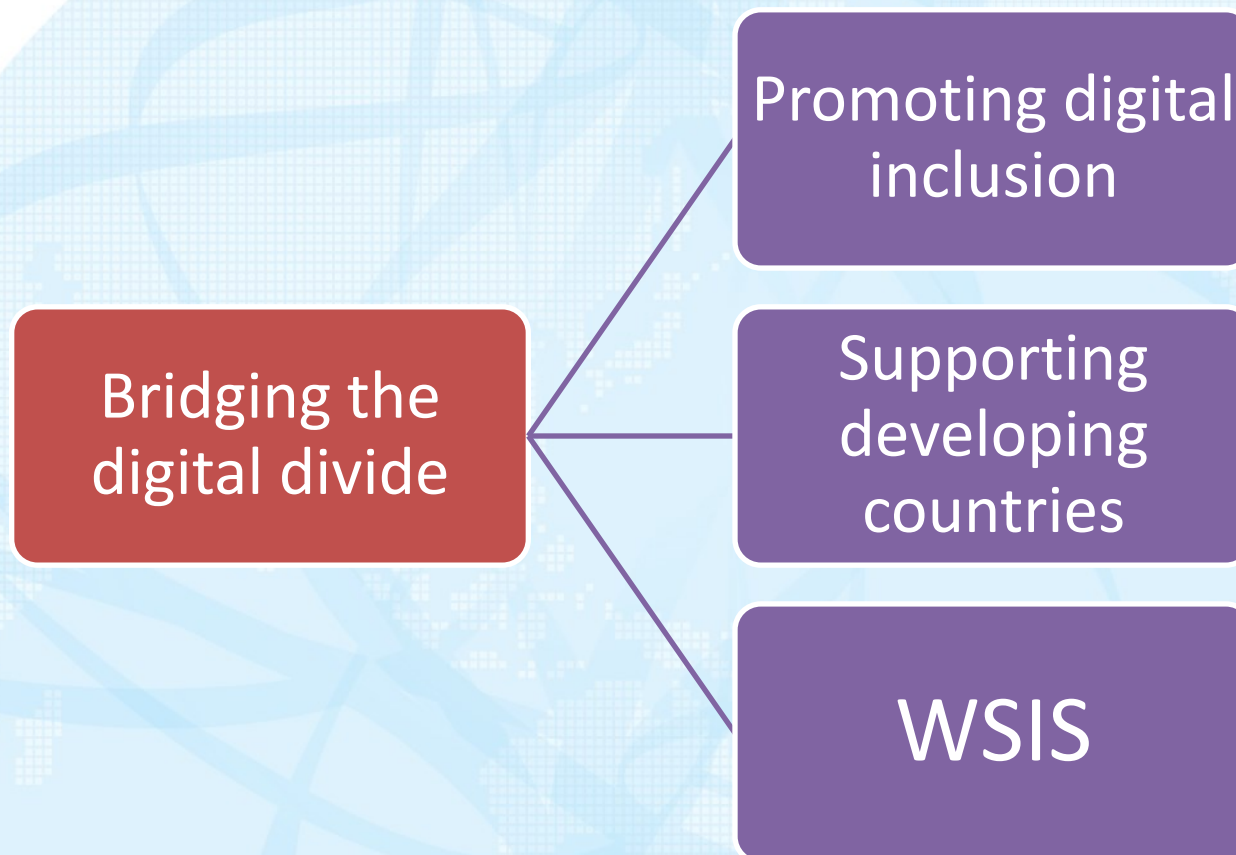 Promoting digital
inclusion
Bridging the
digital divide
Supporting
developing
countries
WSIS